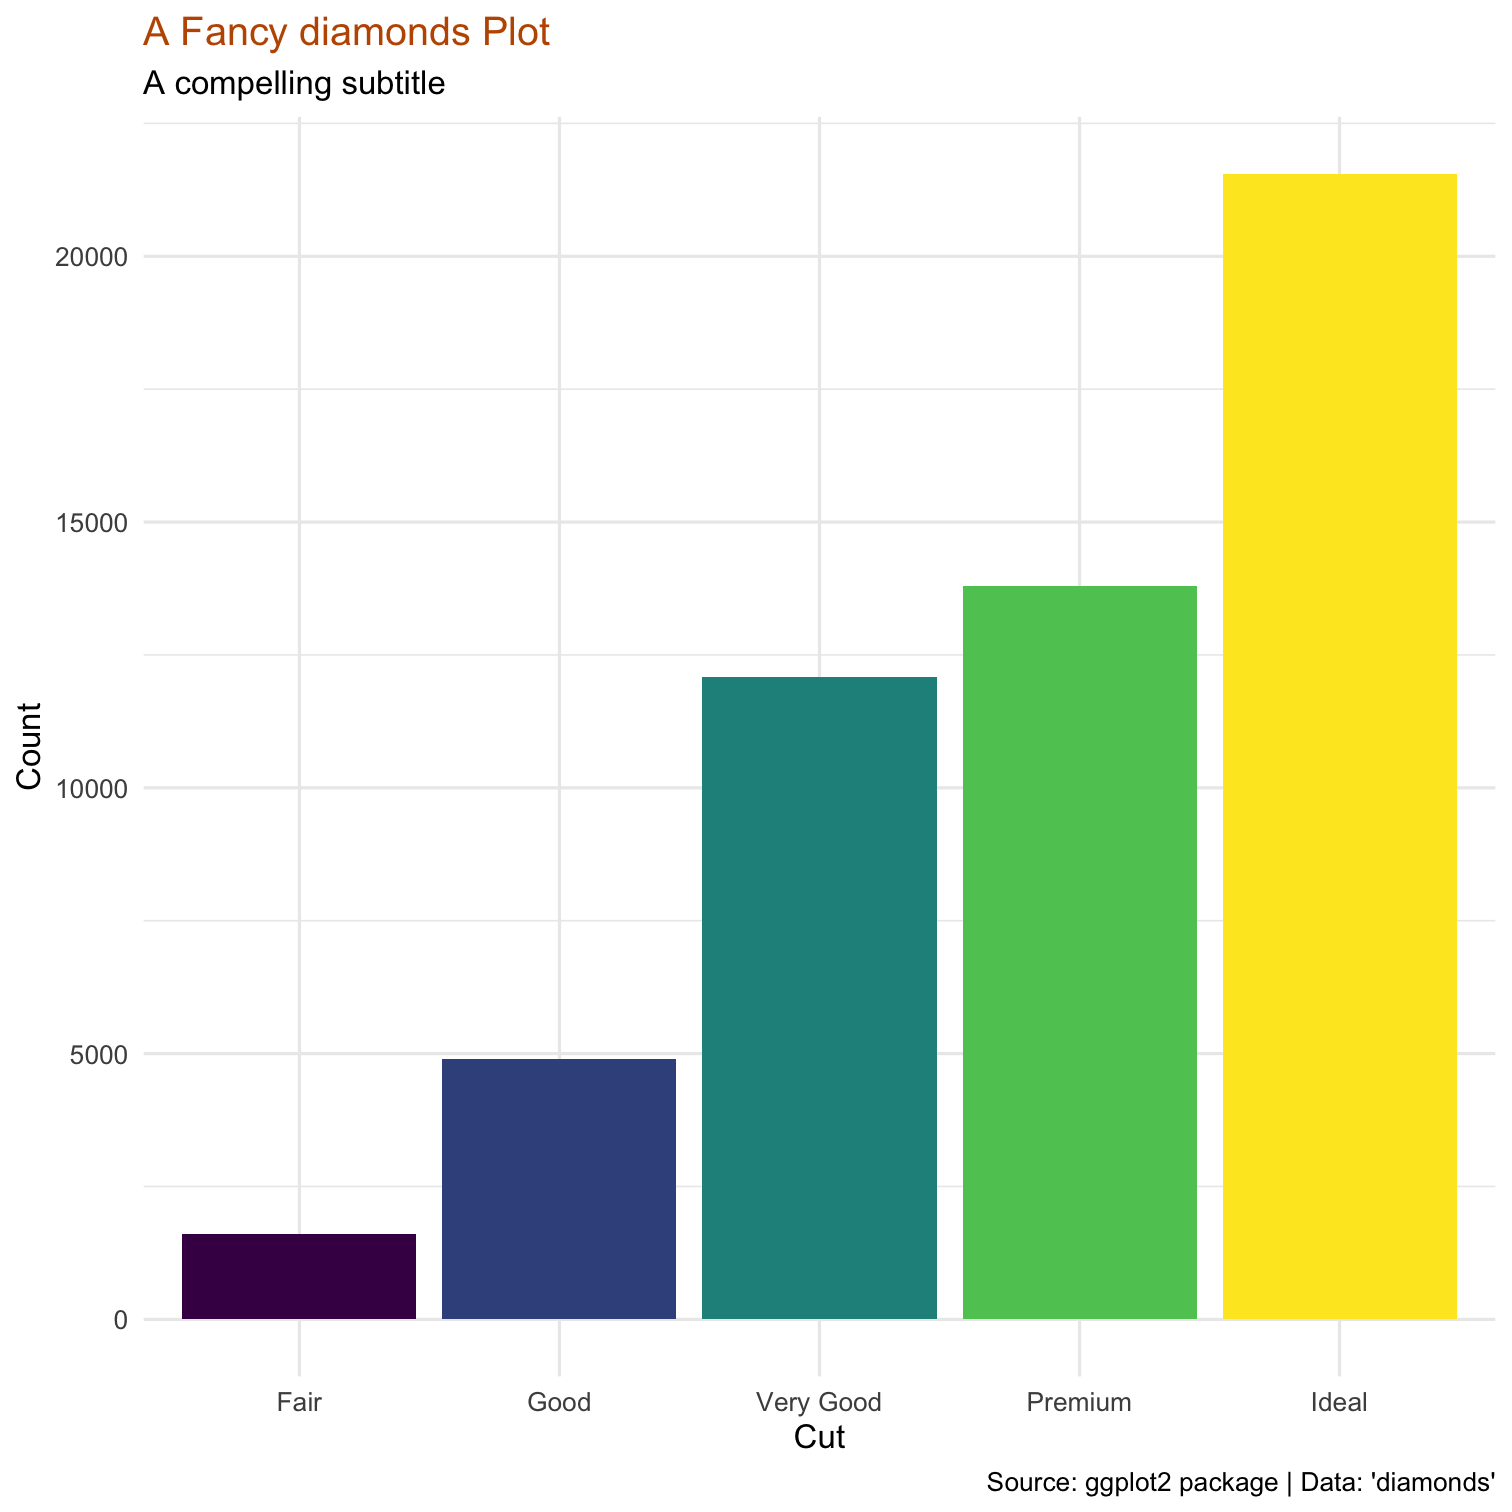 A Fancy diamonds Plot
A compelling subtitle
Count
20000
15000
10000
5000
0
Fair Good Very Good Premium Ideal
Cut
Source: ggplot2 package | Data: 'diamonds'